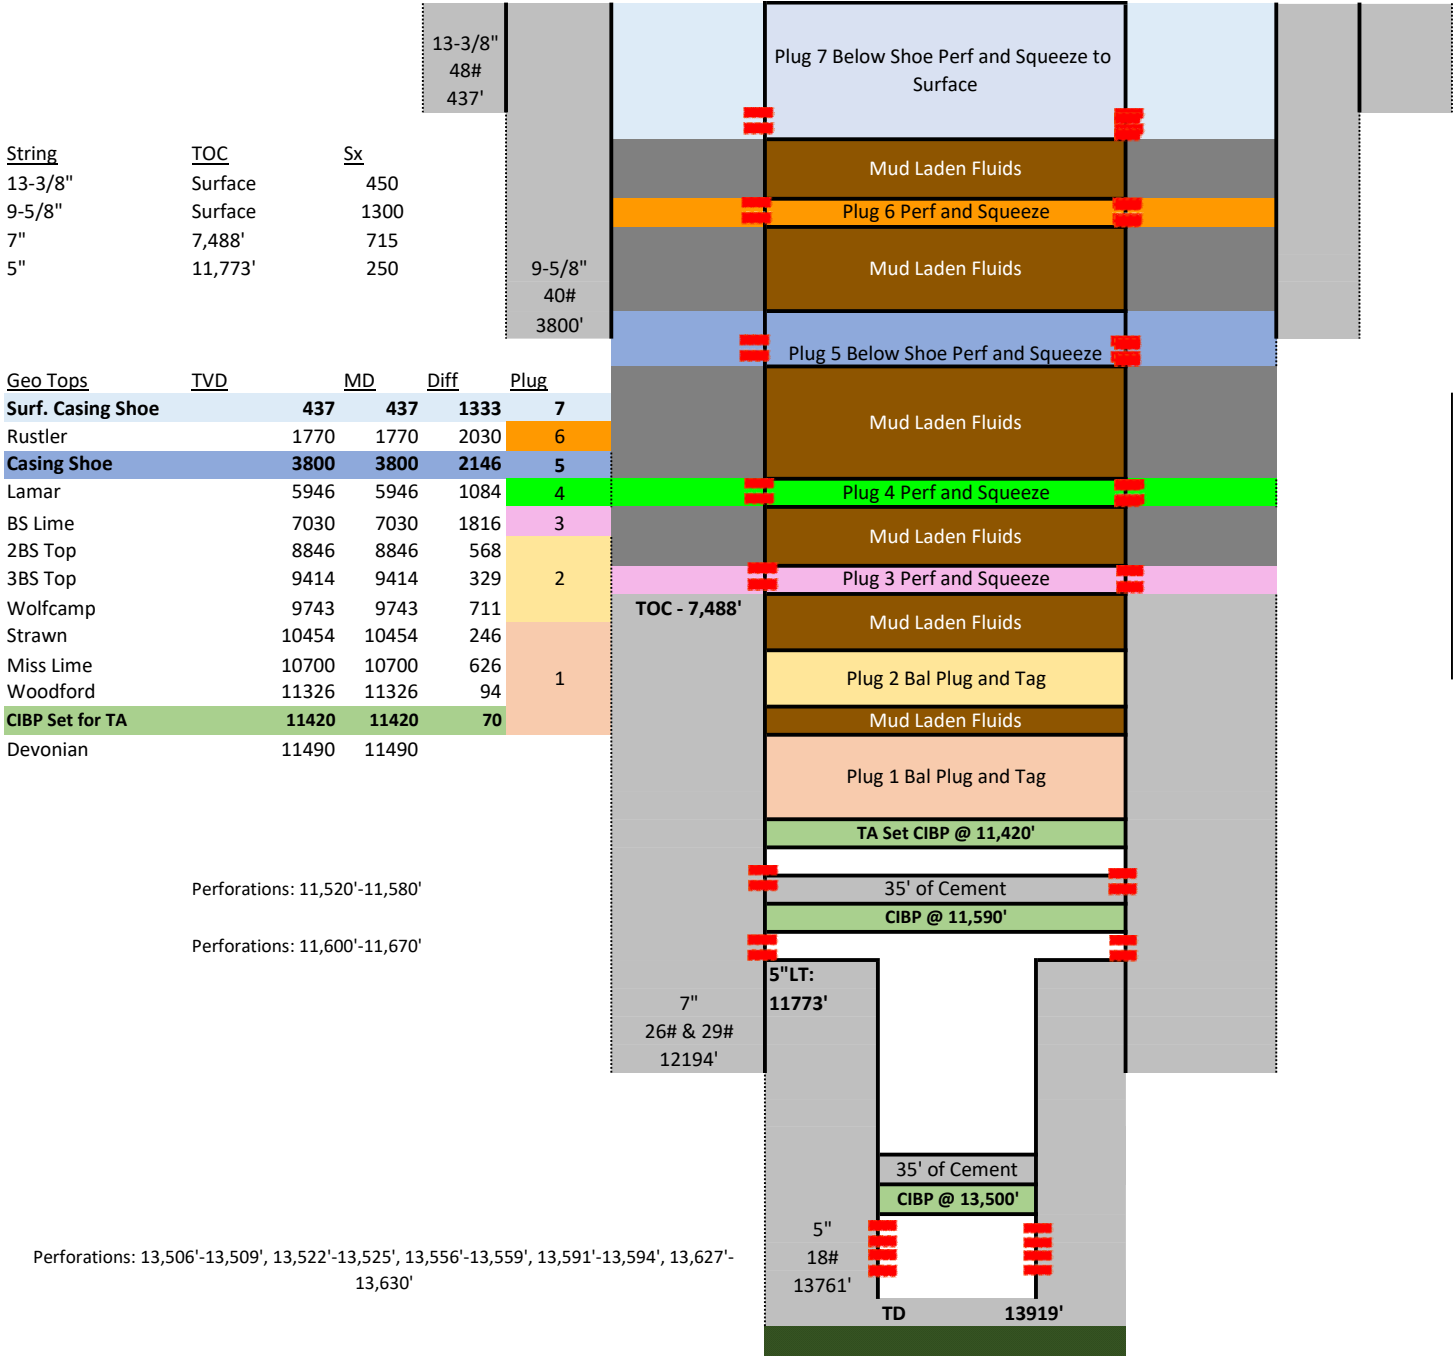 13-3/8"
48#
437'
Plug 7 Below Shoe Perf and Squeeze to
Surface
String TOC Sx
13-3/8" Surface 450
9-5/8" Surface 1300
7" 7,488' 715
5" 11,773' 250
Mud Laden Fluids
Plug 6 Perf and Squeeze
Mud Laden Fluids
9-5/8"
40#
3800'
Plug 5 Below Shoe Perf and Squeeze
Geo Tops TVD MD Diff Plug
Surf. Casing Shoe 437 437 1333 7
Rustler 1770 1770 2030 6
Casing Shoe 3800 3800 2146 5
Lamar 5946 5946 1084 4
BS Lime 7030 7030 1816 3
2BS Top 8846 8846 568
3BS Top 9414 9414 329 2
Wolfcamp 9743 9743 711
Strawn 10454 10454 246
Miss Lime 10700 10700 626
1
Woodford 11326 11326 94
CIBP Set for TA 11420 11420 70
Devonian 11490 11490
Mud Laden Fluids
Plug 4 Perf and Squeeze
Mud Laden Fluids
Plug 3 Perf and Squeeze
TOC - 7,488'
Mud Laden Fluids
Plug 2 Bal Plug and Tag
Mud Laden Fluids
Plug 1 Bal Plug and Tag
TA Set CIBP @ 11,420'
Perforations: 11,520'-11,580'
35' of Cement
CIBP @ 11,590'
Perforations: 11,600'-11,670'
5"LT:
11773'
7"
26# & 29#
12194'
35' of Cement
CIBP @ 13,500'
5"
18#
13761'
Perforations: 13,506'-13,509', 13,522'-13,525', 13,556'-13,559', 13,591'-13,594', 13,627'-
13,630'
TD 13919'